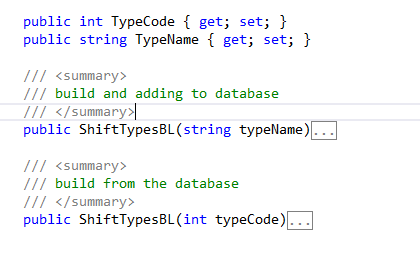 public int TypeCode { get; set; }
public string TypeName { get; set; }
/// <summary>
/// build and adding to database
/// </summary>
public ShiftTypesBL(string typeName)...
/// <summary>
/// build from the database
/// </summary>
public ShiftTypesBL(int typeCode)...